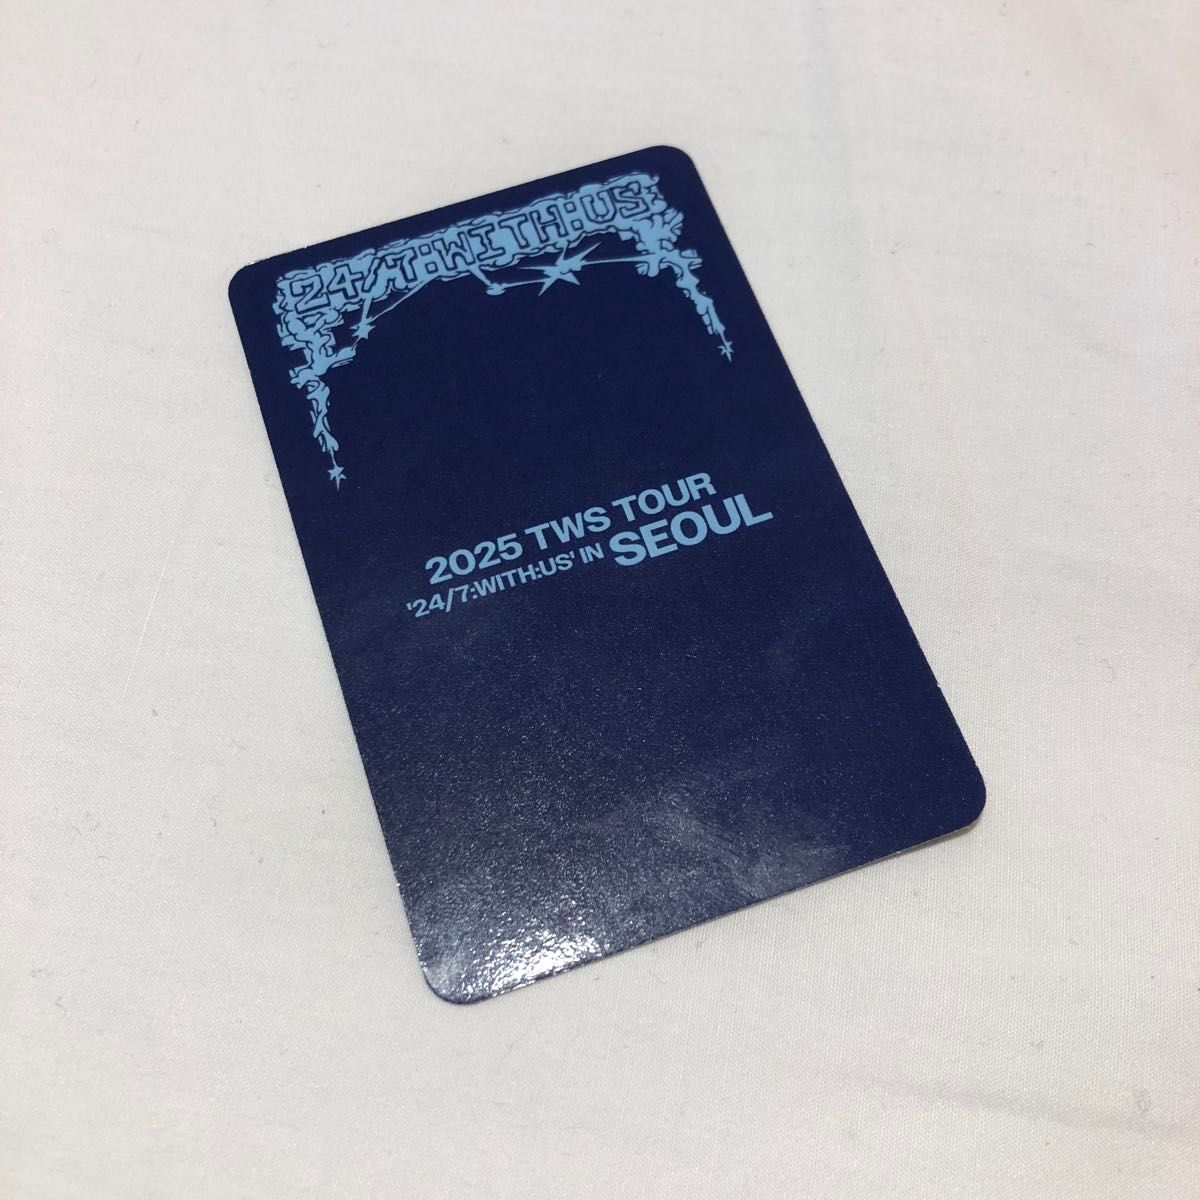 24/7:WITH:US
2025 TWS TOUR
'24/7:WITH:US' IN SEOUL